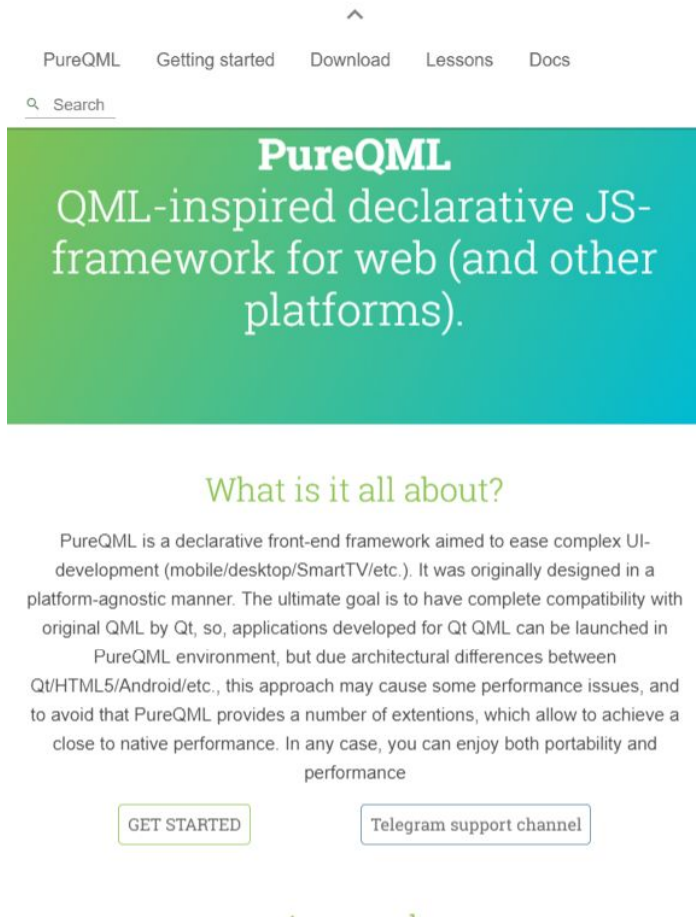 PureQML Getting started Download Lessons Docs
Search
PureQML
QML-inspired declarative JS-
framework for web (and other
platforms).
What is it all about?
PureQML is a declarative front-end framework aimed to ease complex UI-
development (mobile/desktop/SmartTV/etc.). It was originally designed in a
platform-agnostic manner. The ultimate goal is to have complete compatibility with
original QML by Qt, so, applications developed for Qt QML can be launched in
PureQML environment, but due architectural differences between
Qt/HTML5/Android/etc., this approach may cause some performance issues, and
to avoid that PureQML provides a number of extentions, which allow to achieve a
close to native performance. In any case, you can enjoy both portability and
performance
GET STARTED Telegram support channel